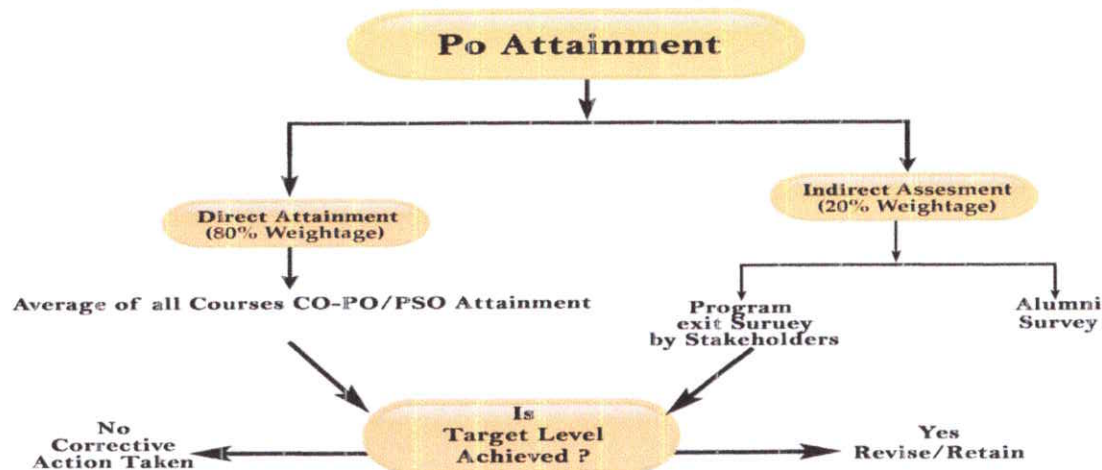 Po Attainment
Direct Attainment
(80% Weightage)
Indirect Assesment
(20% Weightage)
Average of all Courses CO-PO/PSO Attainment
Program
exit Suruey
by Stakeholders
Alumni
Survey
Is
Target Level
Achieved ?
No
Corrective
Action Taken
Yes
Revise/Retain